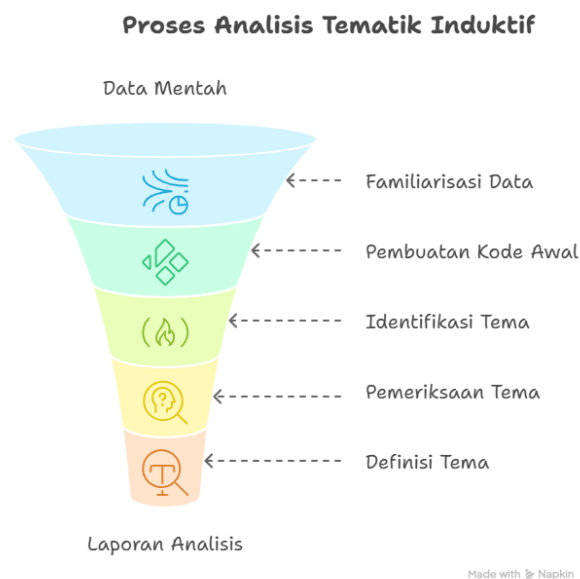 Proses Analisis Tematik Induktif
Data Mentah
Familiarisasi Data
Pembuatan Kode Awal
Identifikasi Tema
Pemeriksaan Tema
Definisi Tema
Laporan Analisis
Made with Napkin